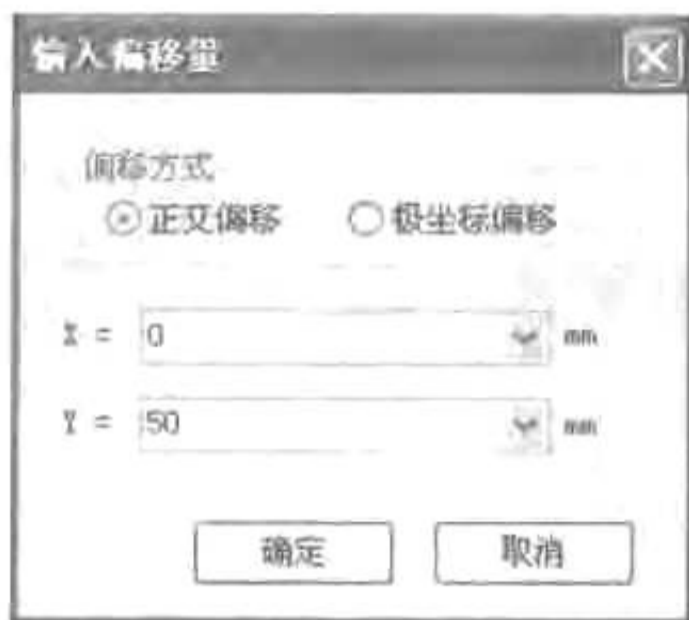 输入偏移量
偏移方式
正交偏移 极坐标偏移
X = 0 mm
Y = 50 mm
确定 取消